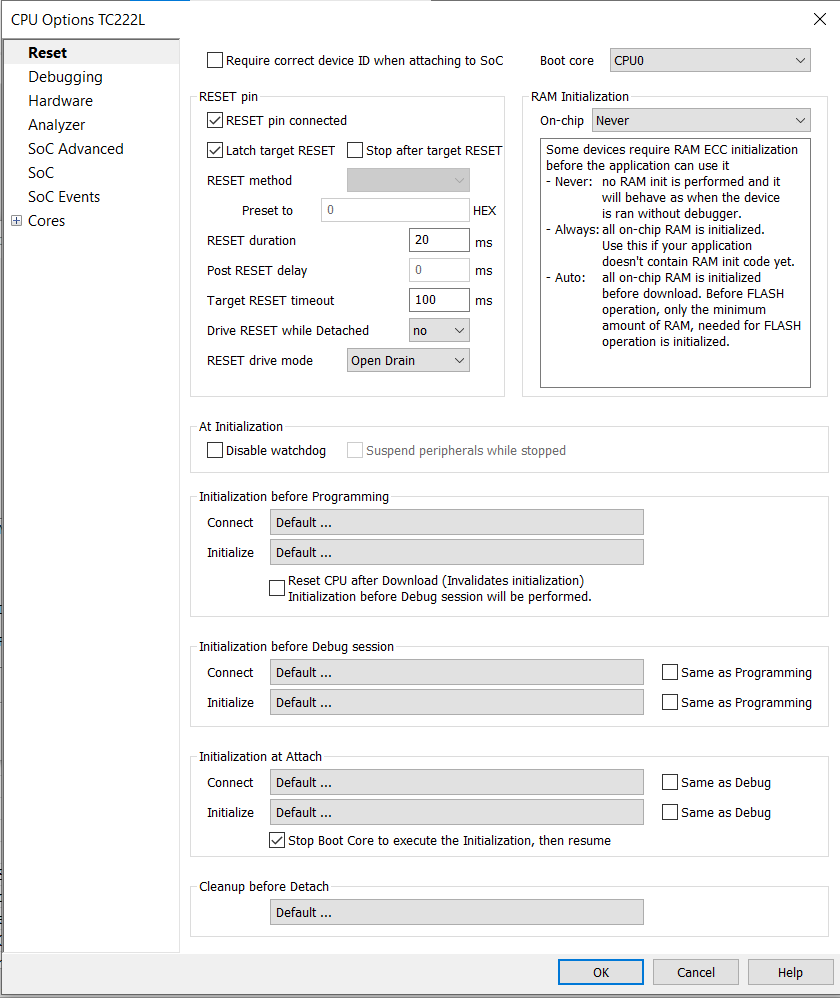 CPU Options TC222L
Reset
Debugging
Hardware
Analyzer
SoC Advanced
SoC
SoC Events
Cores
Require correct device ID when attaching to SoC
Boot core CPU0
RESET pin
RESET pin connected
Latch target RESET Stop after target RESET
RESET method
Preset to 0 HEX
RESET duration 20 ms
Post RESET delay 0 ms
Target RESET timeout 100 ms
Drive RESET while Detached no
RESET drive mode Open Drain
RAM Initialization
On-chip Never
Some devices require RAM ECC initialization
before the application can use it
- Never: no RAM init is performed and it
will behave as when the device
is ran without debugger.
- Always: all on-chip RAM is initialized.
Use this if your application
doesn't contain RAM init code yet.
- Auto: all on-chip RAM is initialized
before download. Before FLASH
operation, only the minimum
amount of RAM, needed for FLASH
operation is initialized.
At Initialization
Disable watchdog Suspend peripherals while stopped
Initialization before Programming
Connect Default ...
Initialize Default ...
Reset CPU after Download (Invalidates initialization)
Initialization before Debug session will be performed.
Initialization before Debug session
Connect Default ... Same as Programming
Initialize Default ... Same as Programming
Initialization at Attach
Connect Default ... Same as Debug
Initialize Default ... Same as Debug
Stop Boot Core to execute the Initialization, then resume
Cleanup before Detach
Default ...
OK Cancel Help